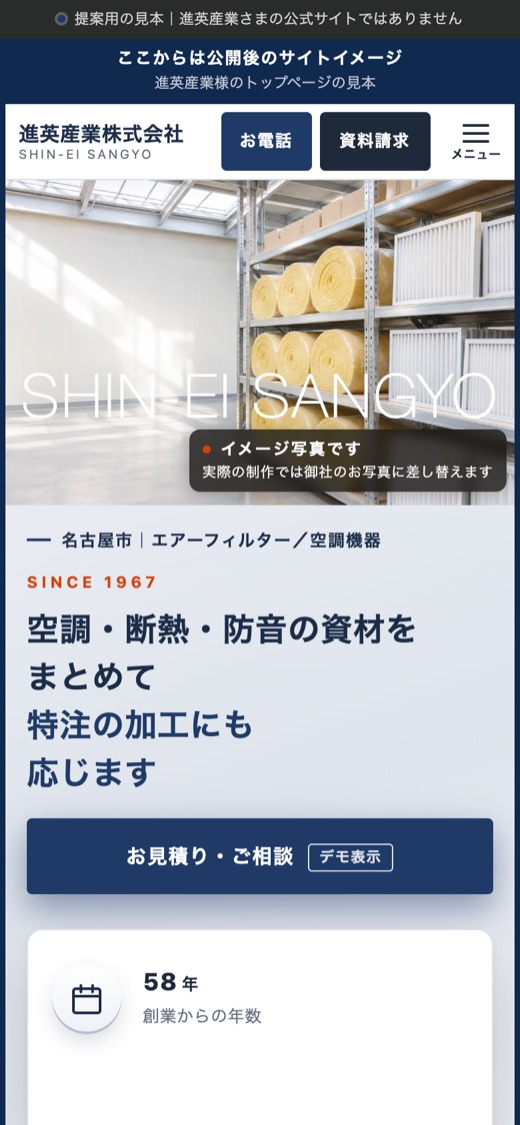 提案用の見本｜進英産業さまの公式サイトではありません
ここからは公開後のサイトイメージ
進英産業様のトップページの見本
進英産業株式会社
SHIN-EI SANGYO
お電話
資料請求
メニュー
SHIN-EI SANGYO
イメージ写真です
実際の制作では御社のお写真に差し替えます
名古屋市｜エアーフィルター／空調機器
SINCE 1967
空調・断熱・防音の資材を
まとめて
特注の加工にも
応じます
お見積り・ご相談 デモ表示
58 年
創業からの年数